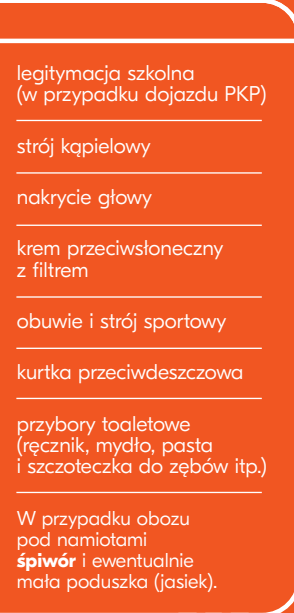 legitymacja szkolna
(w przypadku dojazdu PKP)
strój kąpielowy
nakrycie głowy
krem przeciwsłoneczny
z filtrem
obuwie i strój sportowy
kurtka przeciwdeszczowa
przybory toaletowe
(ręcznik, mydło, pasta
i szczoteczka do zębów itp.)
W przypadku obozu
pod namiotami
śpiwór i ewentualnie
mała poduszka (jasiek).